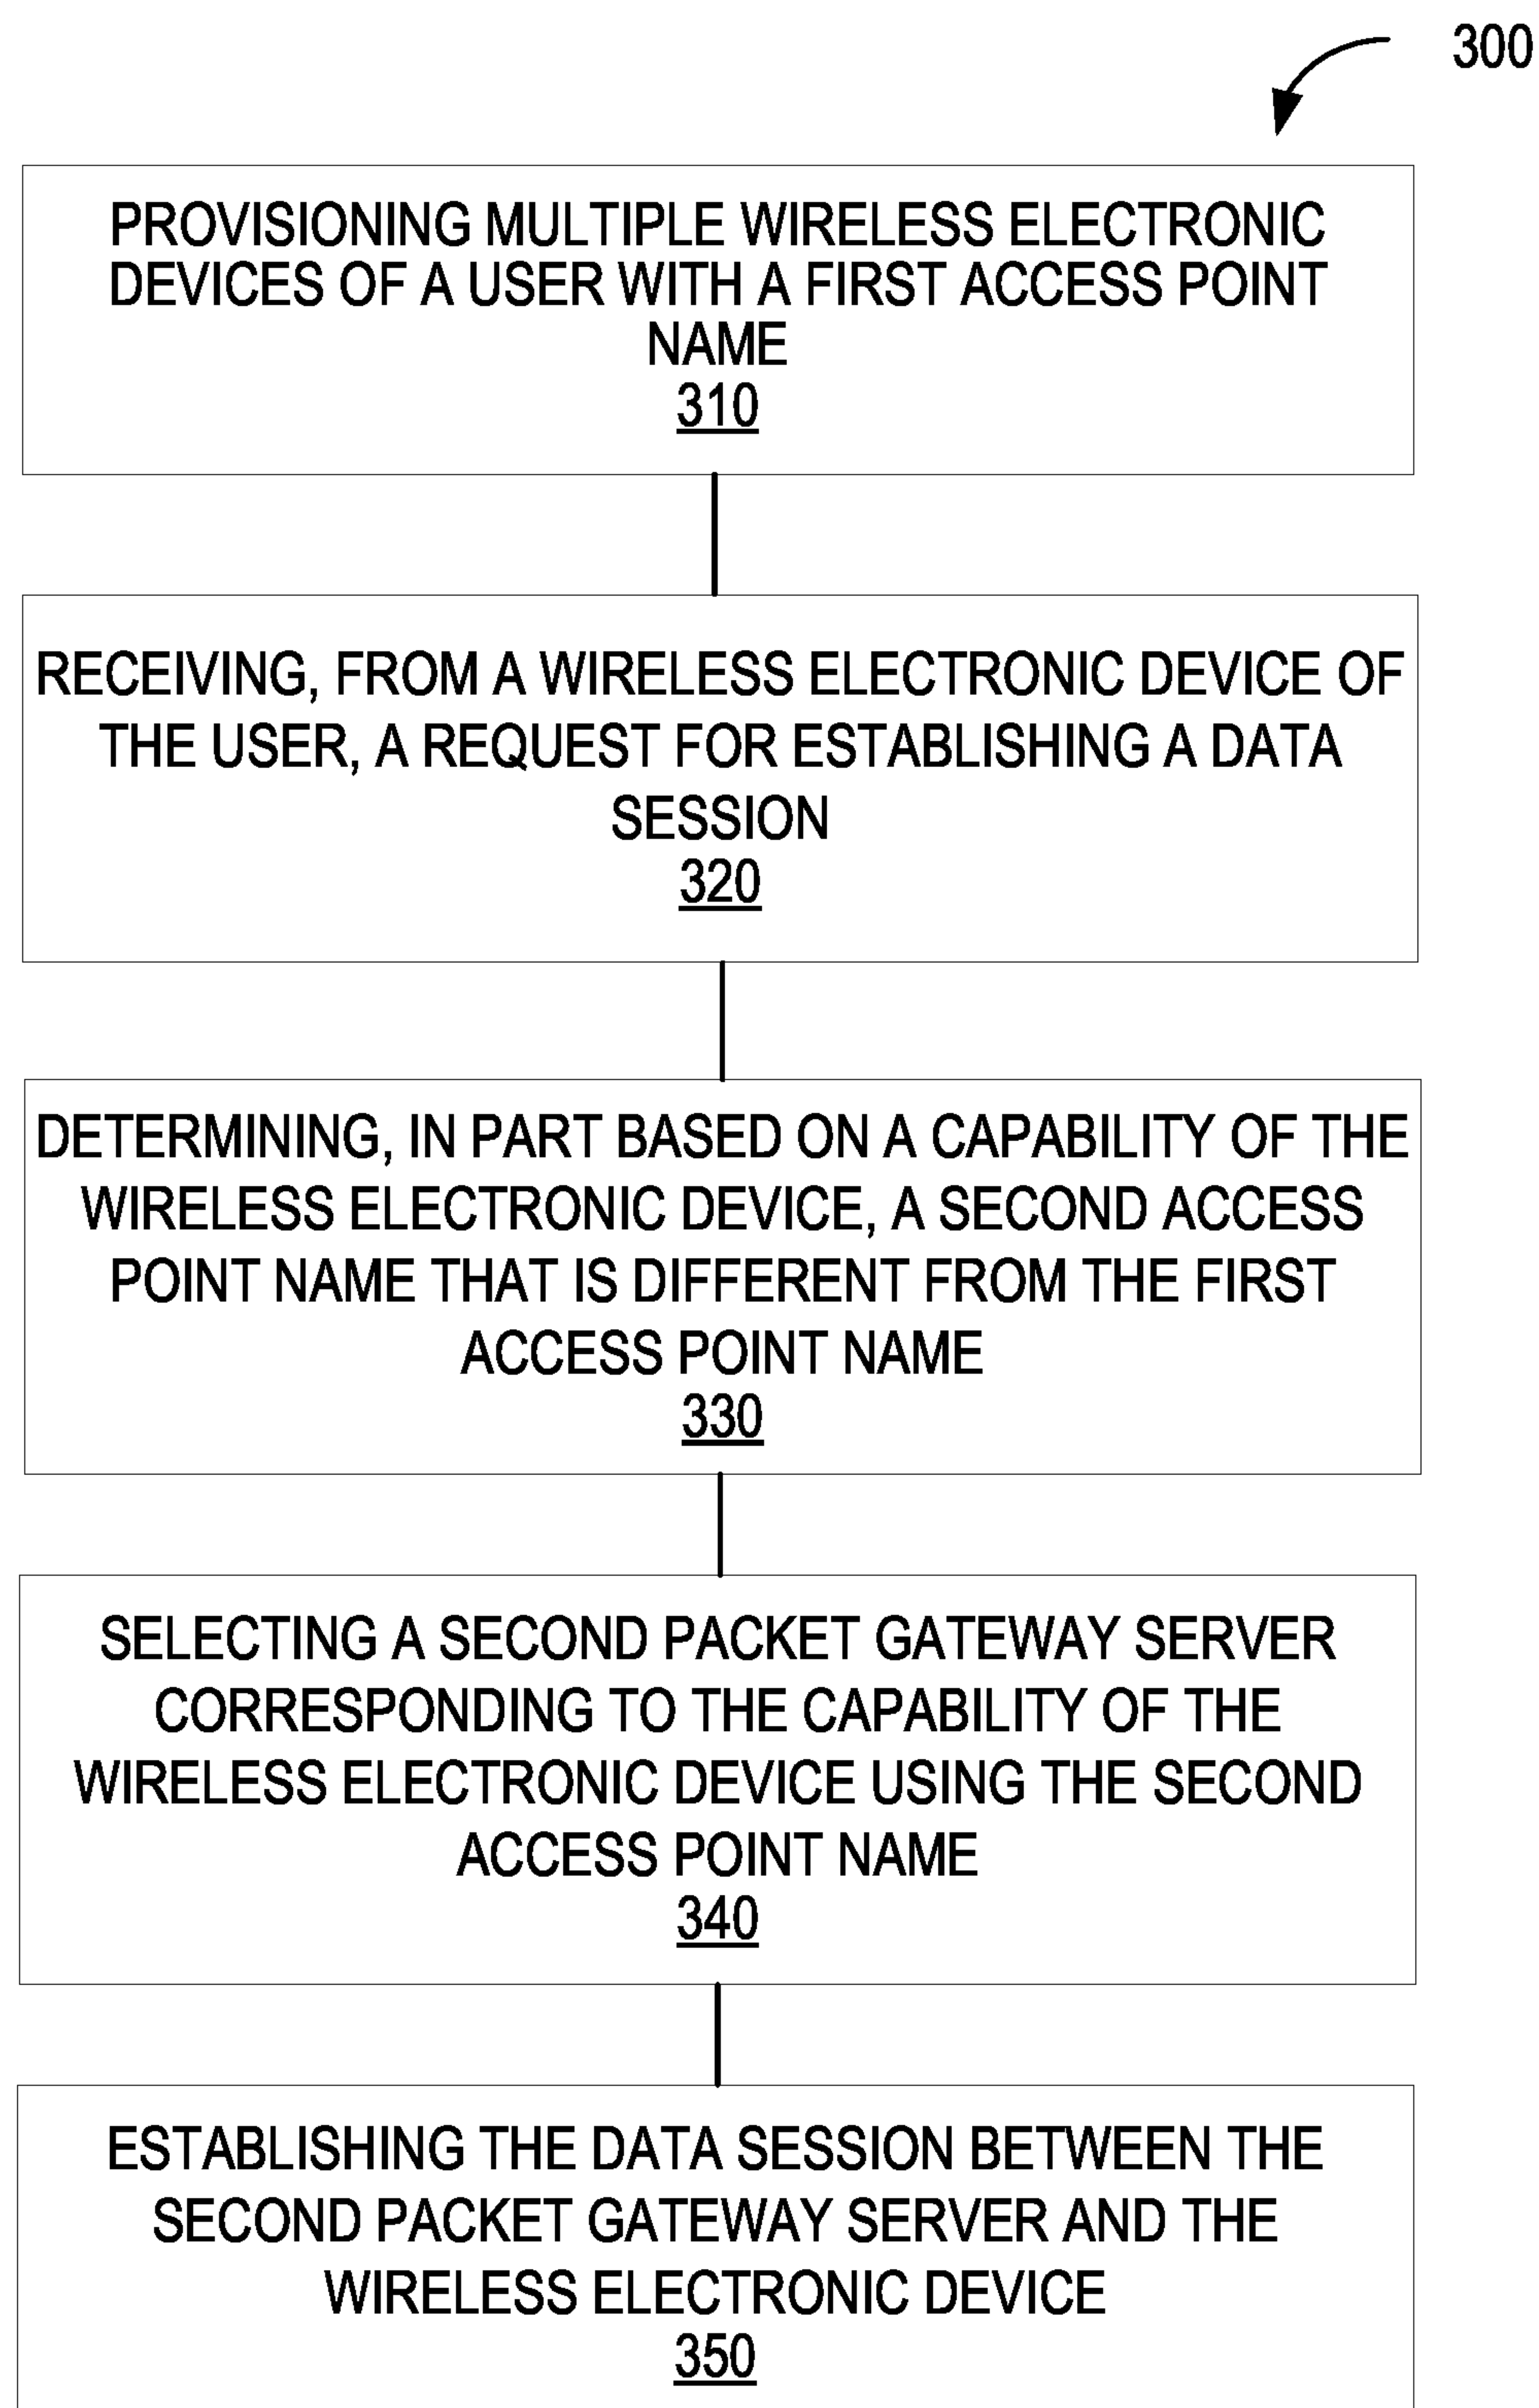 300
PROVISIONING MULTIPLE WIRELESS ELECTRONIC
DEVICES OF A USER WITH A FIRST ACCESS POINT
NAME
310
RECEIVING, FROM A WIRELESS ELECTRONIC DEVICE OF
THE USER, A REQUEST FOR ESTABLISHING A DATA
SESSION
320
DETERMINING, IN PART BASED ON A CAPABILITY OF THE
WIRELESS ELECTRONIC DEVICE, A SECOND ACCESS
POINT NAME THAT IS DIFFERENT FROM THE FIRST
ACCESS POINT NAME
330
SELECTING A SECOND PACKET GATEWAY SERVER
CORRESPONDING TO THE CAPABILITY OF THE
WIRELESS ELECTRONIC DEVICE USING THE SECOND
ACCESS POINT NAME
340
ESTABLISHING THE DATA SESSION BETWEEN THE
SECOND PACKET GATEWAY SERVER AND THE
WIRELESS ELECTRONIC DEVICE
350